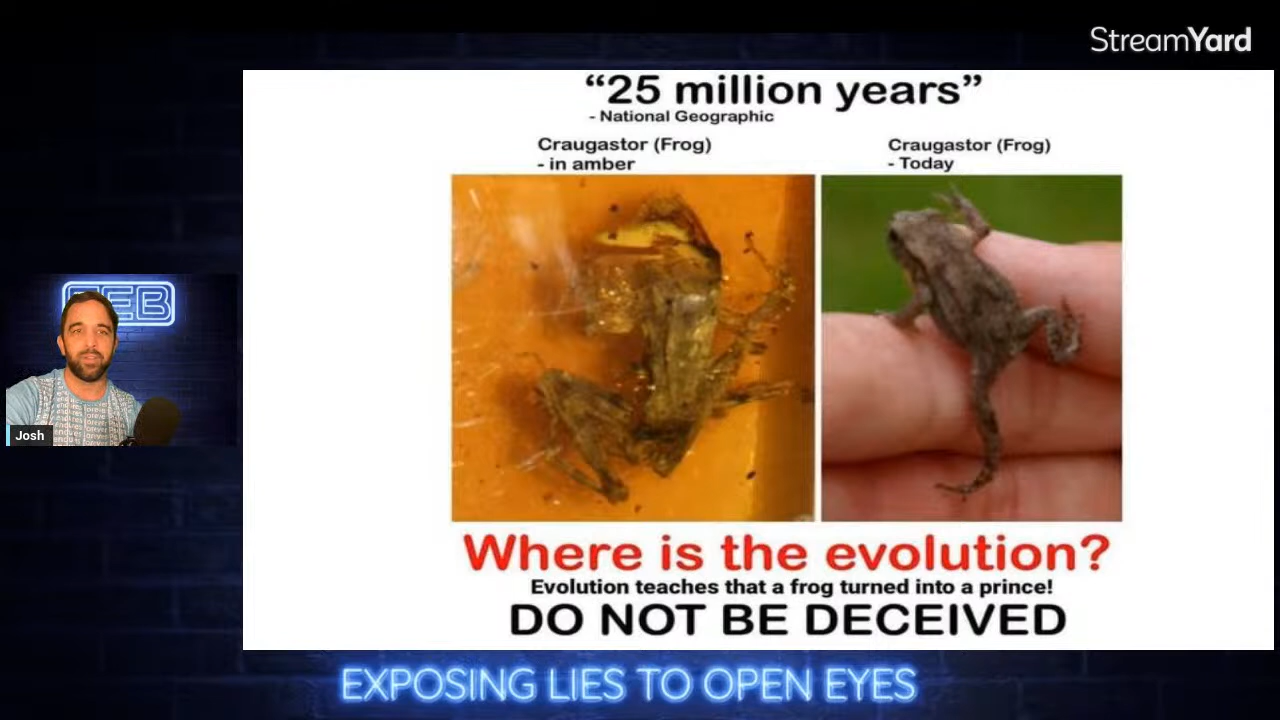 StreamYard
“25 million years”
- National Geographic
Craugastor (Frog)
- in amber
Craugastor (Frog)
- Today
EEB
Josh
Where is the evolution?
Evolution teaches that a frog turned into a prince!
DO NOT BE DECEIVED
EXPOSING LIES TO OPEN EYES